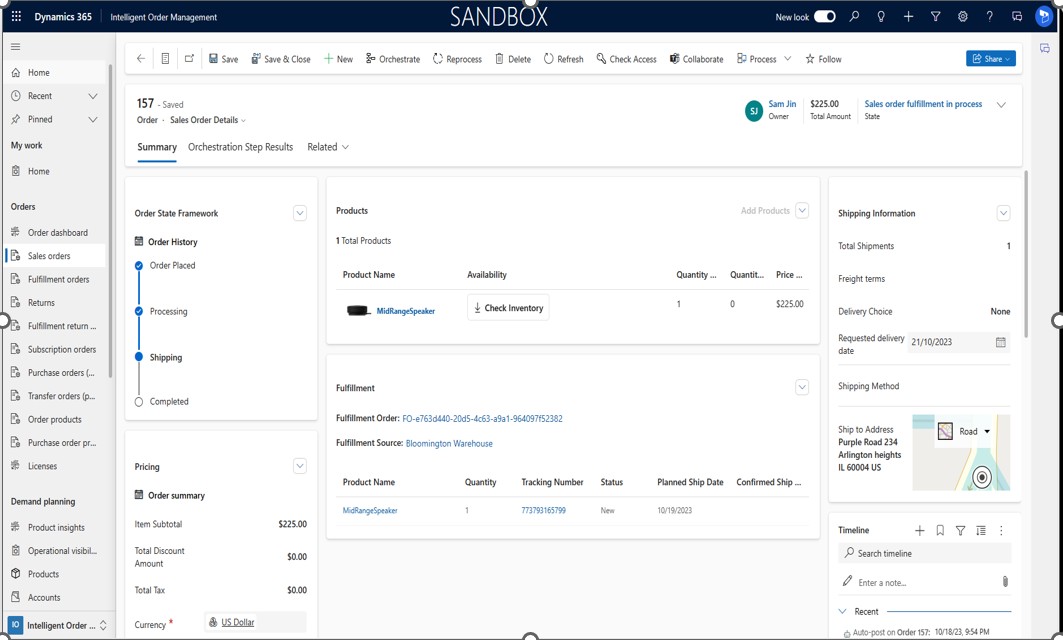 Dynamics 365
Intelligent Order Management
SANDBOX
New look
Home
Recent
Pinned
My work
Home
Orders
Order dashboard
Sales orders
Fulfillment orders
Returns
Fulfillment return ...
Subscription orders
Purchase orders (...
Transfer orders (p...
Order products
Purchase order pr...
Licenses
Demand planning
Product insights
Operational visibil...
Products
Accounts
IO Intelligent Order ...
Save
Save & Close
New
Orchestrate
Reprocess
Delete
Refresh
Check Access
Collaborate
Process
Follow
Share
157 - Saved
Order · Sales Order Details
SJ
Sam Jin
Owner
$225.00
Total Amount
Sales order fulfillment in process
State
Summary
Orchestration Step Results
Related
Order State Framework
Order History
Order Placed
Processing
Shipping
Completed
Pricing
Order summary
Item Subtotal $225.00
Total Discount
Amount $0.00
Total Tax $0.00
Currency * US Dollar
Products
Add Products
1 Total Products
Product Name Availability Quantity ... Quantit... Price ...
MidRangeSpeaker Check Inventory 1 0 $225.00
Fulfillment
Fulfillment Order: FO-e763d440-20d5-4c63-a9a1-964097f52382
Fulfillment Source: Bloomington Warehouse
Product Name Quantity Tracking Number Status Planned Ship Date Confirmed Ship ...
MidRangeSpeaker 1 773793165799 New 10/19/2023
Shipping Information
Total Shipments 1
Freight terms
Delivery Choice None
Requested delivery
date 21/10/2023
Shipping Method
Ship to Address
Purple Road 234
Arlington heights
IL 60004 US
Road
Timeline
Search timeline
Enter a note...
Recent
Auto-post on Order 157: 10/18/23, 9:54 PM